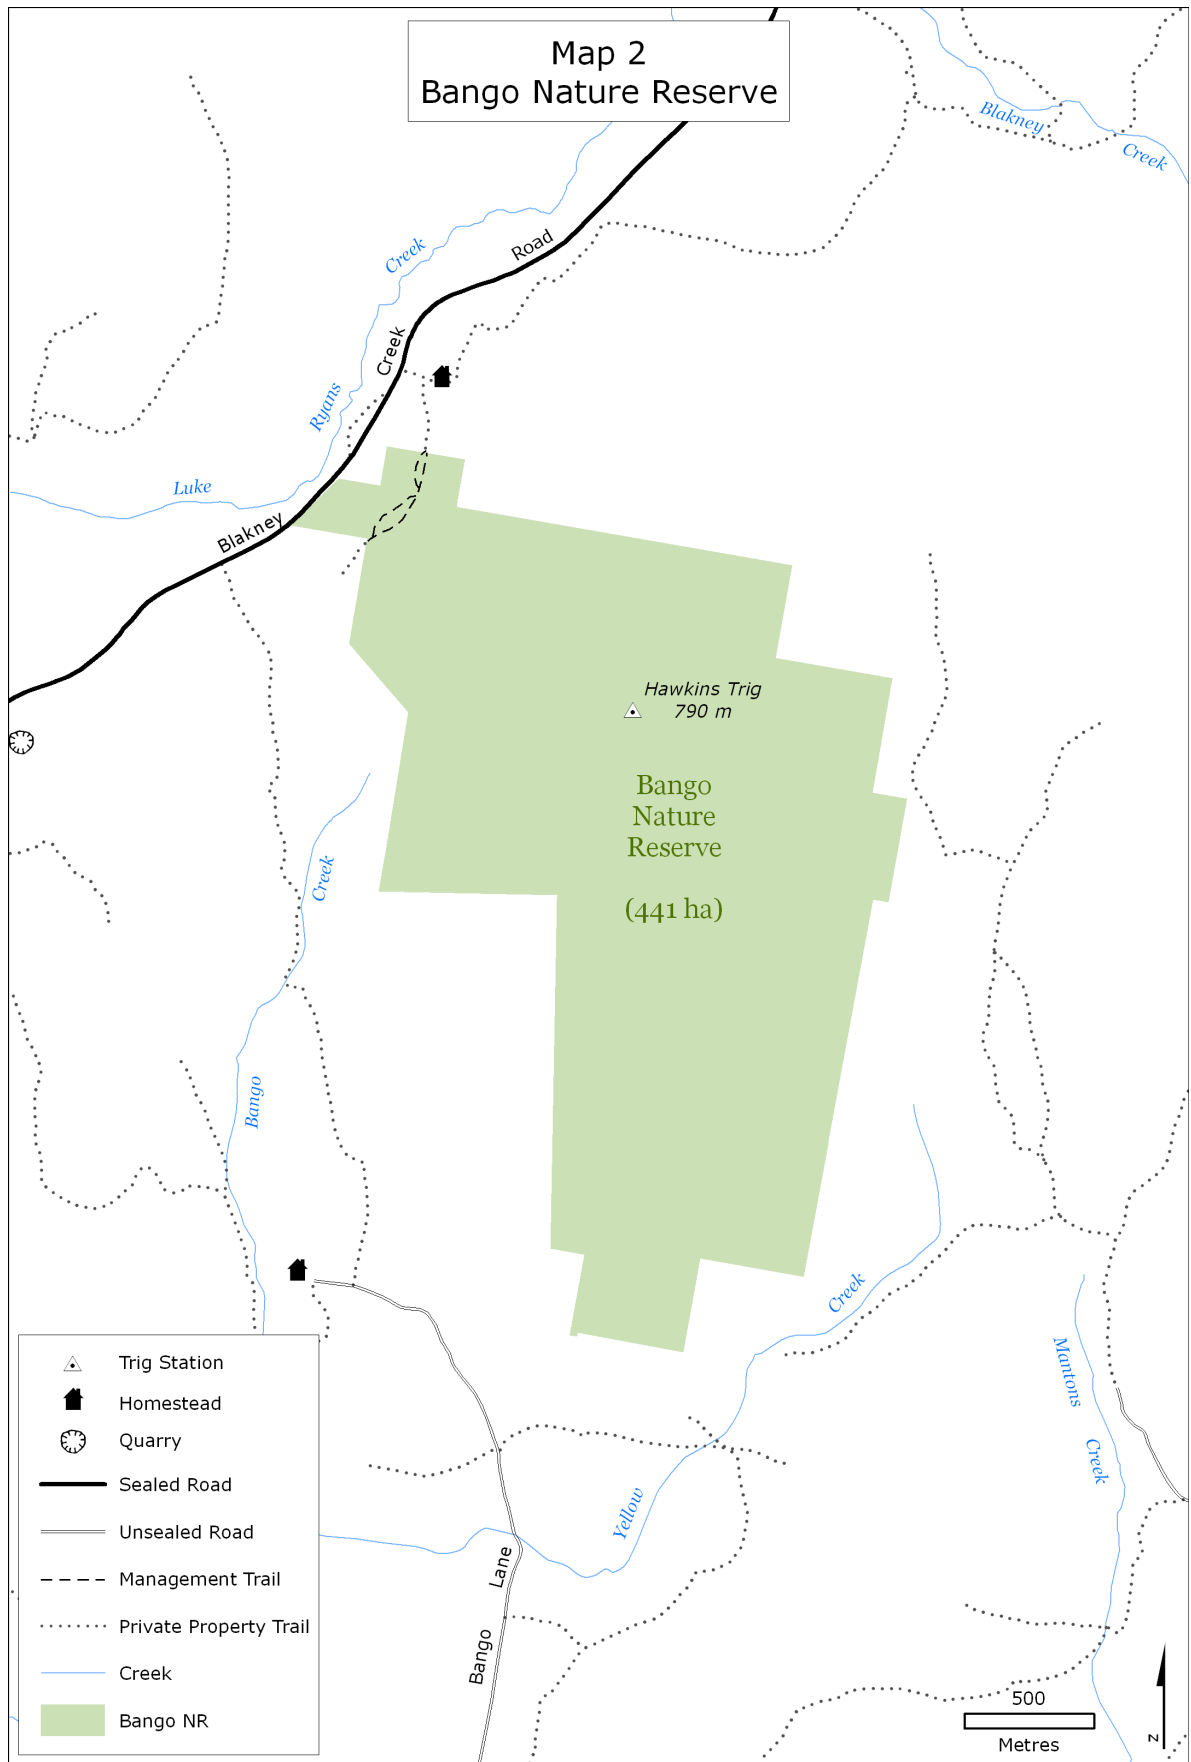 Map 2
Bango Nature Reserve
Blakney
Creek
Road
Creek
Creek
Ryans
Luke
Blakney
Hawkins Trig
790 m
Bango
Nature
Reserve
(441 ha)
Creek
Bango
Creek
Mantons
Creek
Yellow
Lane
Bango
Trig Station
Homestead
Quarry
Sealed Road
Unsealed Road
Management Trail
Private Property Trail
Creek
Bango NR
500
Metres
N